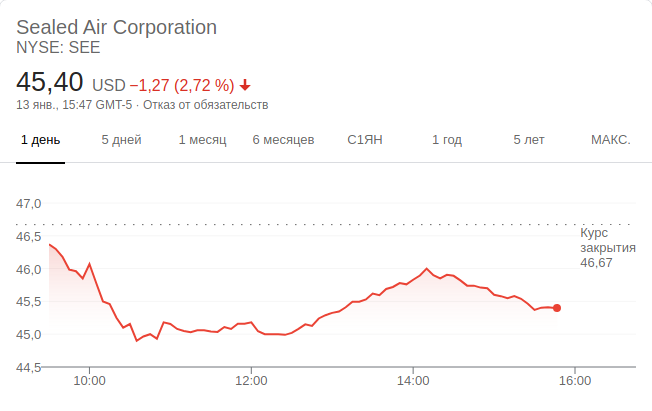 Sealed Air Corporation
NYSE: SEE
45,40 USD −1,27 (2,72 %)
13 янв., 15:47 GMT-5 · Отказ от обязательств
1 день 5 дней 1 месяц 6 месяцев С1ЯН 1 год 5 лет МАКС.
47,0
46,5
46,0
45,5
45,0
44,5
Курс
закрытия
46,67
10:00 12:00 14:00 16:00